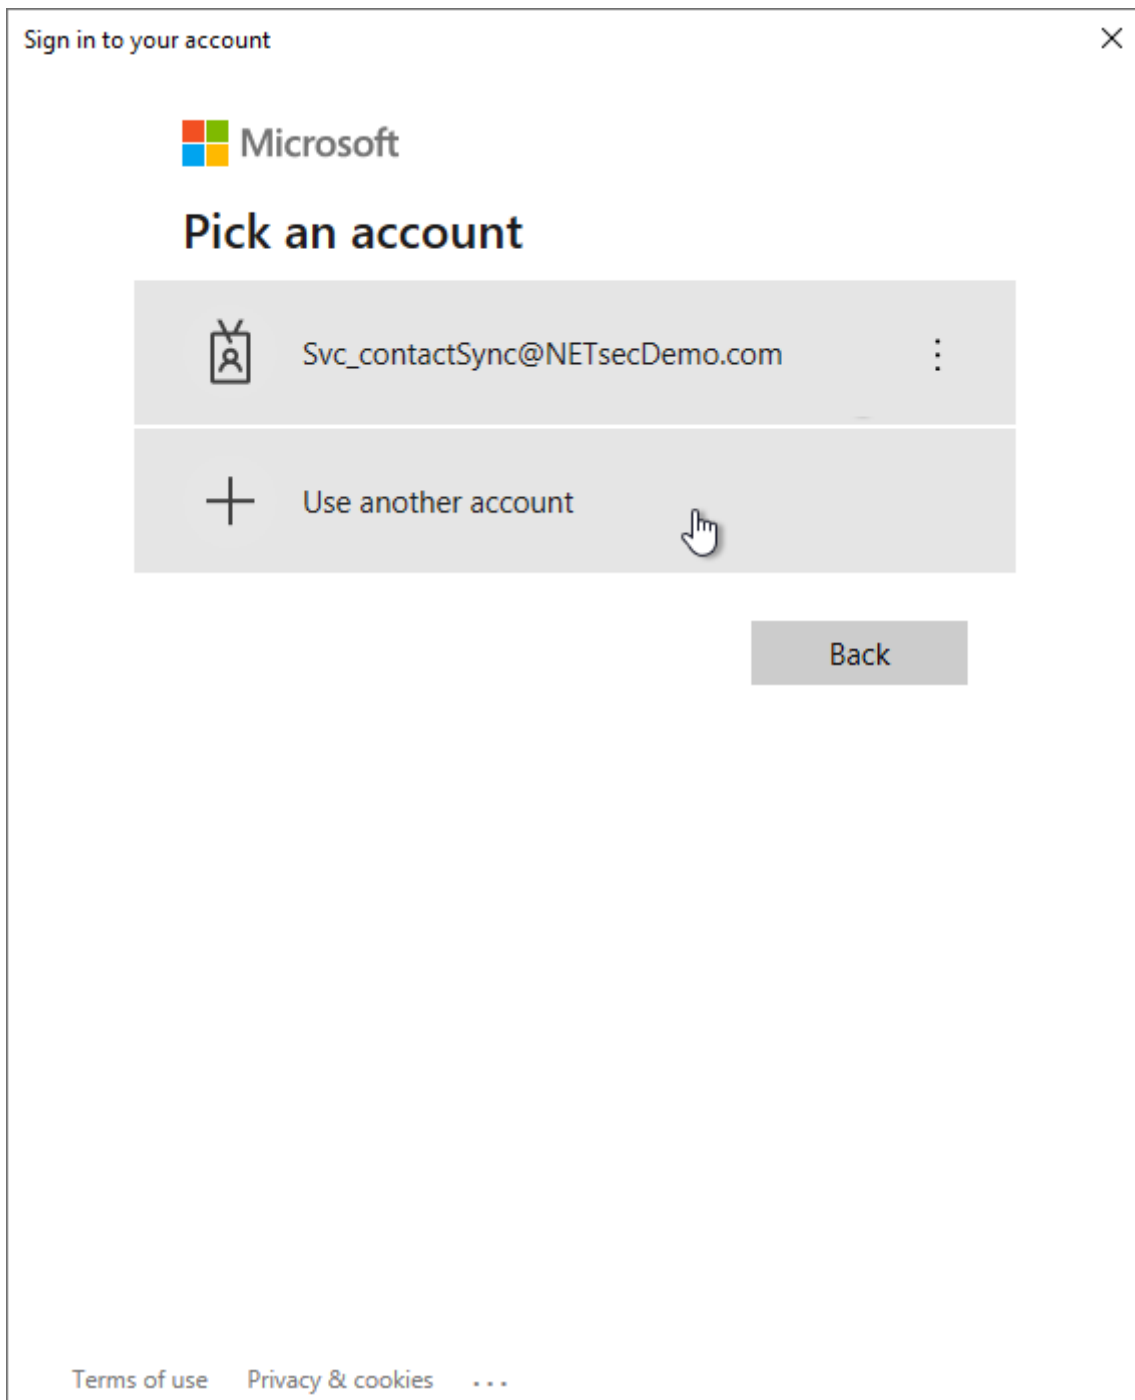 Sign in to your account
Microsoft
Pick an account
Svc_contactSync@NETsecDemo.com
Use another account
Back
Terms of use Privacy & cookies ...